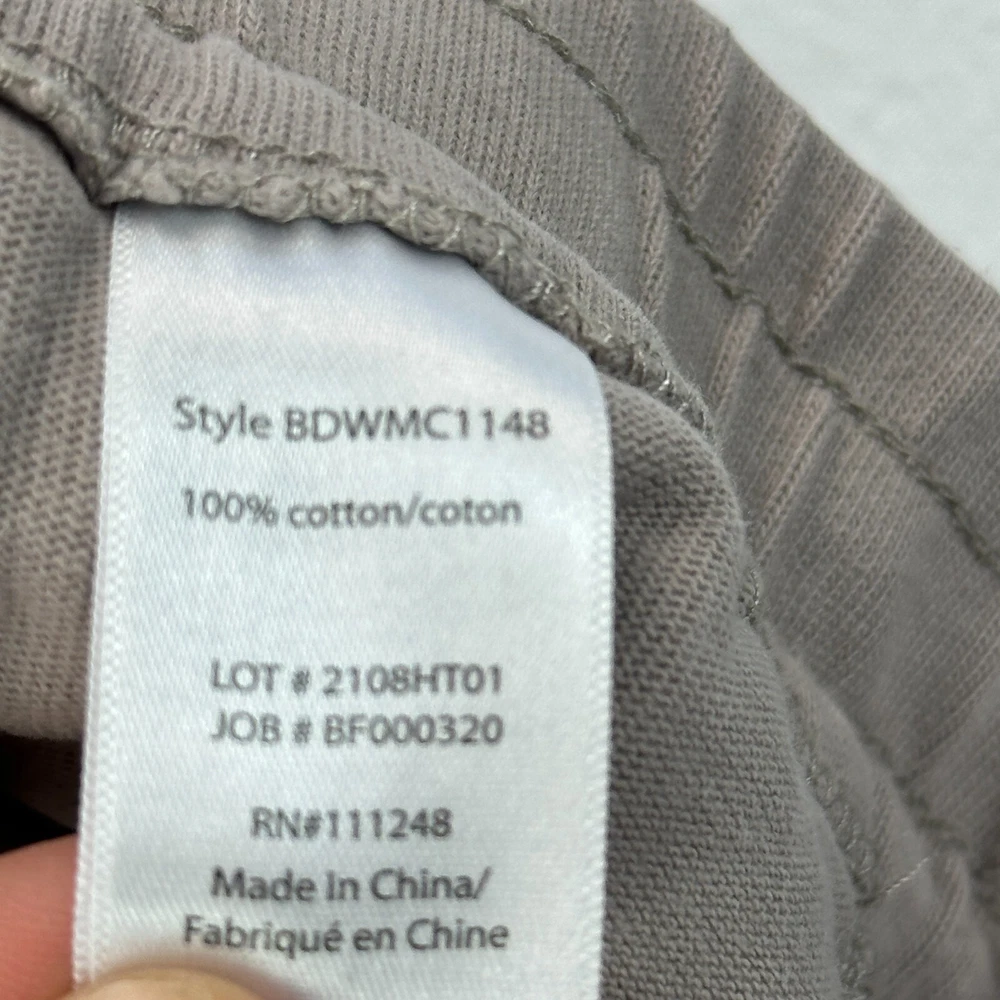 Style BDWMC1148
100% cotton/coton
LOT # 2108HT01
JOB # BF000320
RN#111248
Made In China/
Fabriqué en Chine